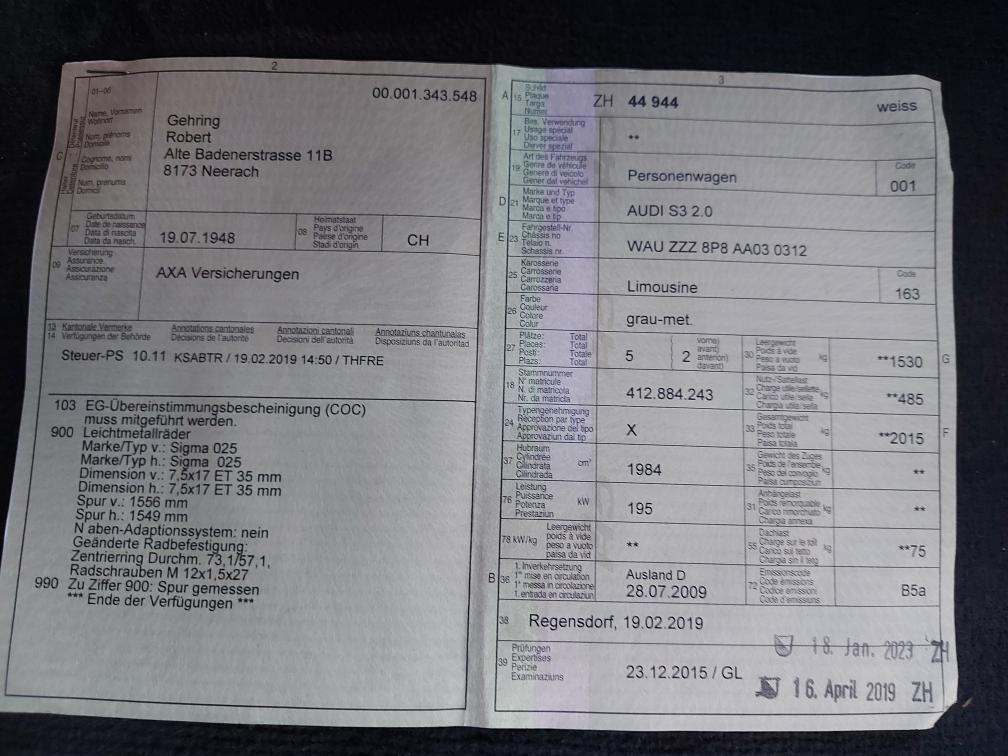 2
00.001.343.548
01–06
Name, Vornamen
Wohnort
Nom, prénoms
Domicile
Cognome, nomi
Domicilio
Num, prenums
Domicil
C
Gehring
Robert
Alte Badenerstrasse 11B
8173 Neerach
07
Geburtsdatum
Date de naissance
Data di nascita
Data da nasch.
19.07.1948
08
Heimatstaat
Pays d'origine
Paese d'origine
Stadi d'origin
CH
09
Versicherung
Assurance
Assicurazione
Assicuranza
AXA Versicherungen
13 Kantonale Vermerke Annotations cantonales Annotazioni cantonali Annotaziuns chantunalas
14 Verfügungen der Behörde Décisions de l'autorité Decisioni dell'autorità Disposiziuns da l'autoritad
Steuer-PS 10.11 KSABTR / 19.02.2019 14:50 / THFRE
103 EG-Übereinstimmungsbescheinigung (COC)
muss mitgeführt werden.
900 Leichtmetallräder
Marke/Typ v.: Sigma 025
Marke/Typ h.: Sigma 025
Dimension v.: 7,5x17 ET 35 mm
Dimension h.: 7,5x17 ET 35 mm
Spur v.: 1556 mm
Spur h.: 1549 mm
N aben-Adaptionssystem: nein
Geänderte Radbefestigung:
Zentrierring Durchm. 73,1/57,1,
Radschrauben M 12x1,5x27
990 Zu Ziffer 900: Spur gemessen
*** Ende der Verfügungen ***
3
A 15
Schild
Plaque
Targa
Numer
ZH 44 944 weiss
17
Bes. Verwendung
Usage spécial
Uso speciale
Diever spezial
**
19
Art des Fahrzeugs
Genre de véhicule
Genere di veicolo
Gener dal vehichel
Personenwagen
Code
001
D 21
Marke und Typ
Marque et type
Marca e tipo
Marca e tip
AUDI S3 2.0
E 23
Fahrgestell-Nr.
Châssis no
Telaio n.
Schassis nr.
WAU ZZZ 8P8 AA03 0312
25
Karosserie
Carrosserie
Carrozzeria
Carossaria
Limousine
Code
163
26
Farbe
Couleur
Colore
Colur
grau-met.
27
Plätze: Total
Places: Total
Posti: Totale
Plazs: Total
5
2
vorne)
avant)
anteriori)
davant)
30
Leergewicht
Poids à vide
Peso a vuoto
Paisa da vid
kg
**1530
G
18
Stammnummer
N° matricule
N. di matricola
Nr. da matricla
412.884.243
32
Nutz-/Sattellast
Charge utile/sellette
Carico utile/sella
Chargia utile/sella
kg
**485
24
Typengenehmigung
Réception par type
Approvazione del tipo
Approvaziun dal tip
X
33
Gesamtgewicht
Poids total
Peso totale
Paisa totala
kg
**2015
F
37
Hubraum
Cylindrée
Cilindrata
Cilindrada
cm³
1984
35
Gewicht des Zuges
Poids de l'ensemble
Peso del convoglio
Paisa cumposiziun
kg
**
76
Leistung
Puissance
Potenza
Prestaziun
kW
195
31
Anhängelast
Poids remorquable
Carico rimorchiato
Chargia annexa
kg
**
78 kW/kg
Leergewicht
poids à vide
peso a vuoto
paisa da vid
**
55
Dachlast
Charge sur le toit
Carico sul tetto
Chargia sin il tetg
kg
**75
B 36
1. Inverkehrsetzung
1re mise en circulation
1a messa in circolazione
1. entrada en circulaziun
Ausland D
28.07.2009
72
Emissionscode
Code émissions
Codice emissioni
Code d'emissiuns
B5a
38 Regensdorf, 19.02.2019
39
Prüfungen
Expertises
Perizie
Examinaziuns
23.12.2015 / GL
18. Jan. 2023 ZH
16. April 2019 ZH